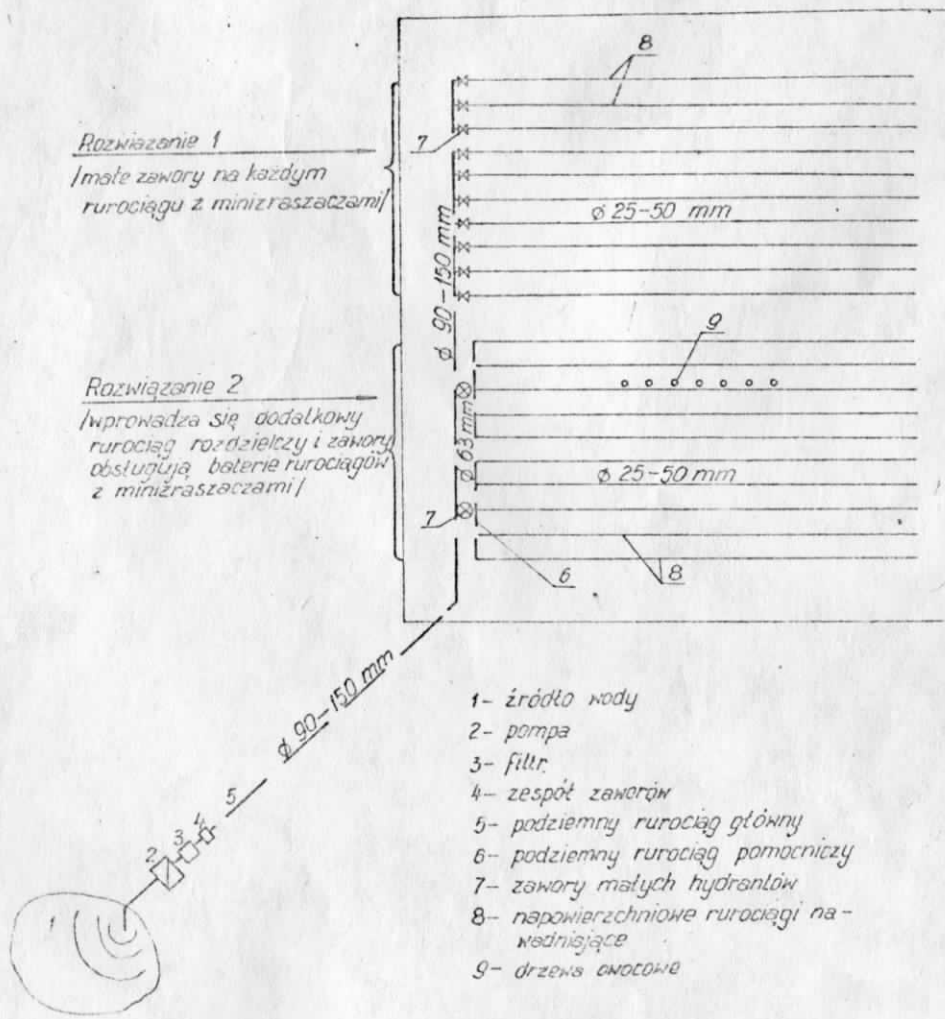 8
Rozwiązanie 1
/małe zawory na każdym
rurociągu z minizraszaczami/
7
ø 90-150 mm
ø 25-50 mm
9
Rozwiązanie 2
/wprowadza się dodatkowy
rurociąg rozdzielczy i zawory
obsługują baterie rurociągów
z minizraszaczami/
ø 63 mm
ø 25-50 mm
7
6
8
ø 90-150 mm
5
4
3
2
1
1- źródło wody
2- pompa
3- filtr
4- zespół zaworów
5- podziemny rurociąg główny
6- podziemny rurociąg pomocniczy
7- zawory małych hydrantów
8- napowierzchniowe rurociągi na-
wadniające
9- drzewa owocowe